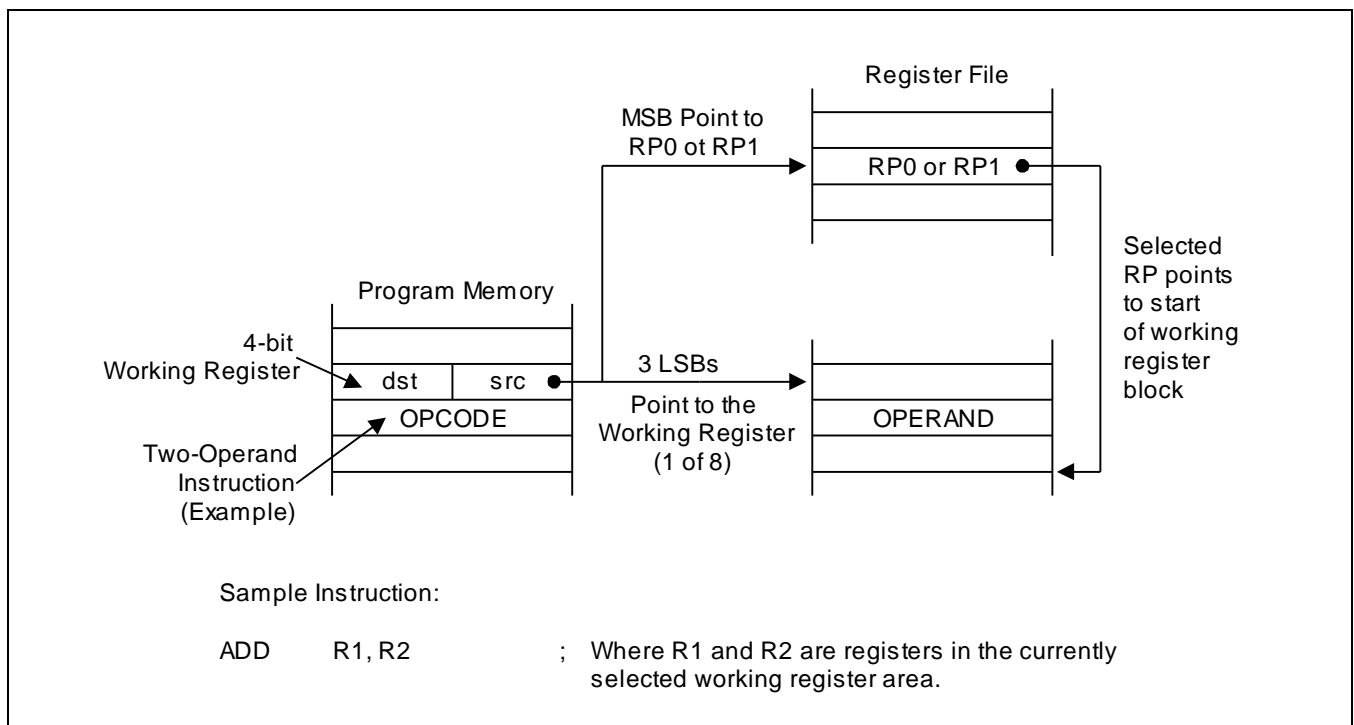 Register File
MSB Point to
RP0 ot RP1
RP0 or RP1
Selected
RP points
to start
of working
register
block
Program Memory
4-bit
Working Register
dst
src
3 LSBs
OPCODE
Point to the
Working Register
(1 of 8)
OPERAND
Two-Operand
Instruction
(Example)
Sample Instruction:
ADD R1, R2 ; Where R1 and R2 are registers in the currently
selected working register area.